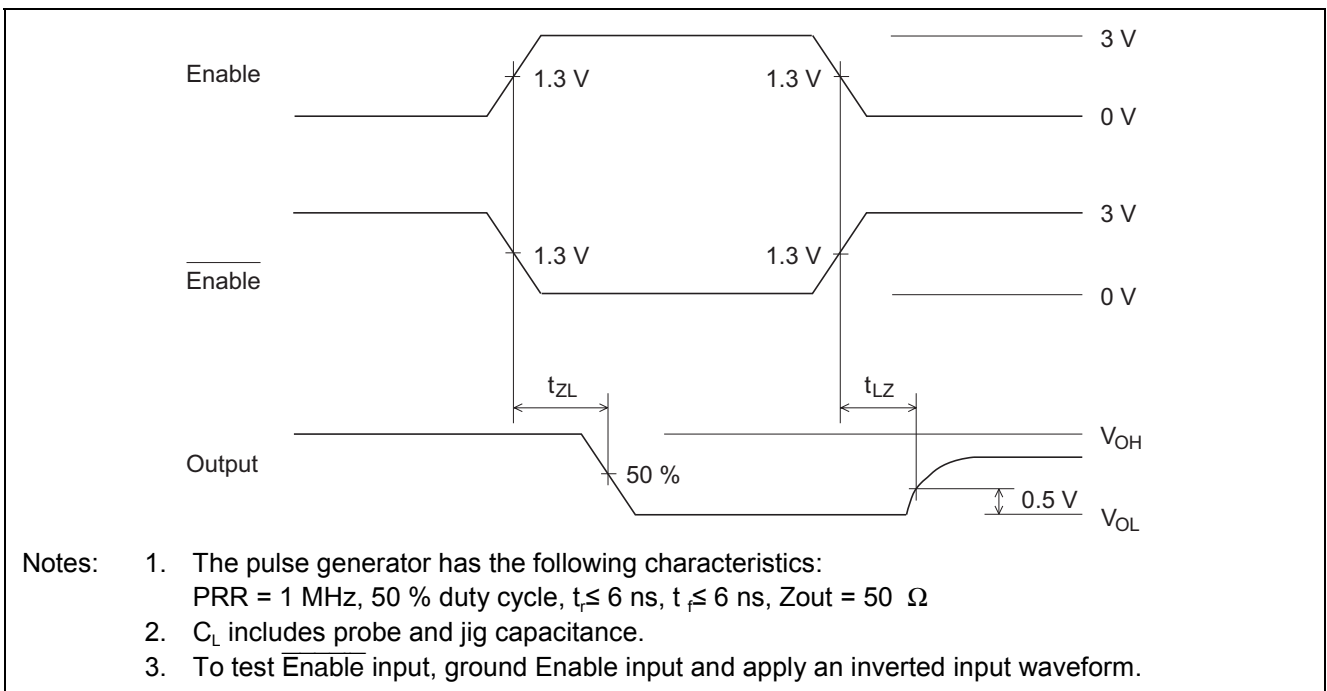 Enable 1.3 V 1.3 V 3 V
0 V
3 V
Enable 1.3 V 1.3 V
0 V
tZL tLZ
VOH
Output 50 % 0.5 V
VOL
Notes: 1. The pulse generator has the following characteristics:
PRR = 1 MHz, 50 % duty cycle, tr≤ 6 ns, t f≤ 6 ns, Zout = 50 Ω
2. CL includes probe and jig capacitance.
3. To test E̅n̅a̅b̅l̅e̅ input, ground Enable input and apply an inverted input waveform.